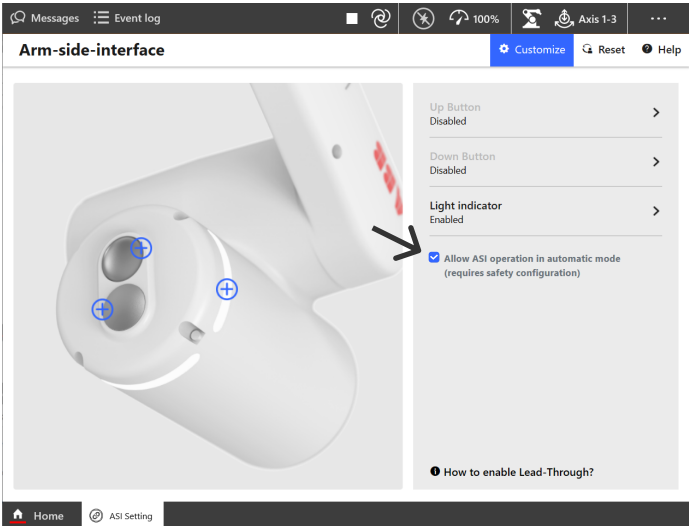 Messages Event log 100% Axis 1-3
Arm-side-interface Customize Reset Help
Up Button
Disabled
Down Button
Disabled
Light indicator
Enabled
Allow ASI operation in automatic mode
(requires safety configuration)
How to enable Lead-Through?
Home ASI Setting